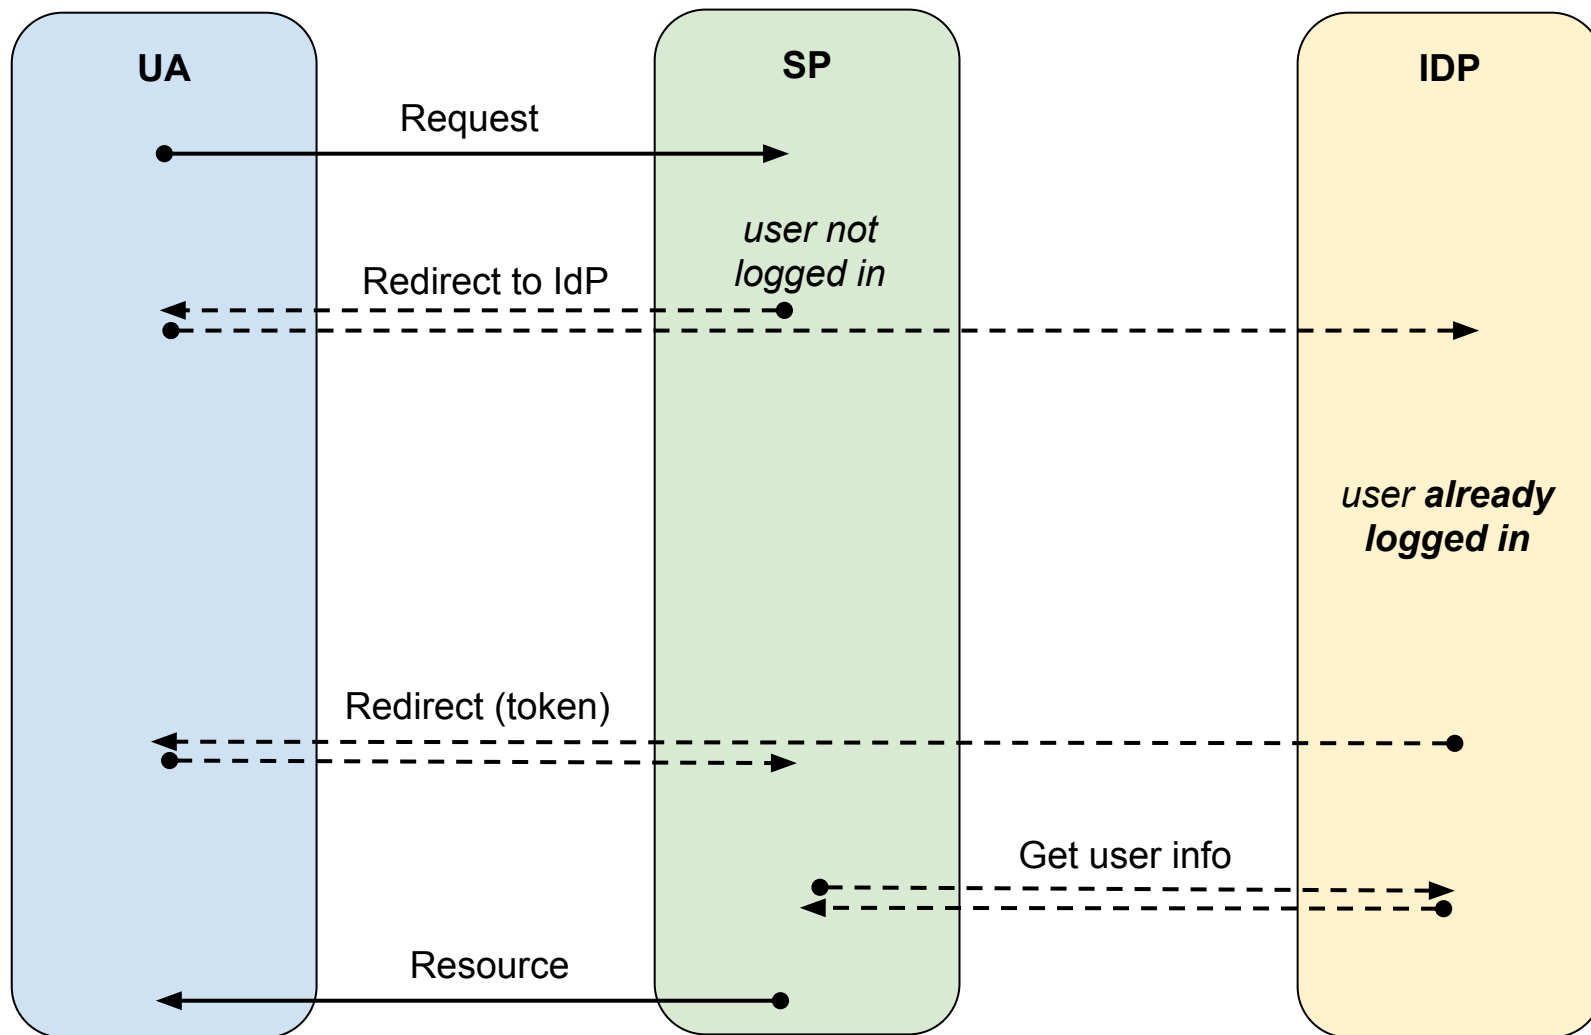 UA
SP
IDP
Request
user not
logged in
Redirect to IdP
user already
logged in
Redirect (token)
Get user info
Resource